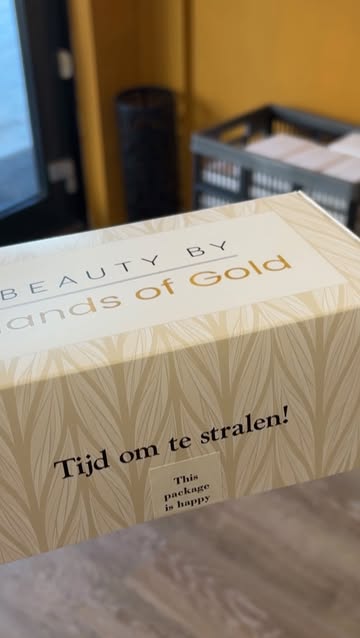 BEAUTY BY
ands of Gold
Tijd om te stralen!
This
package
is happy